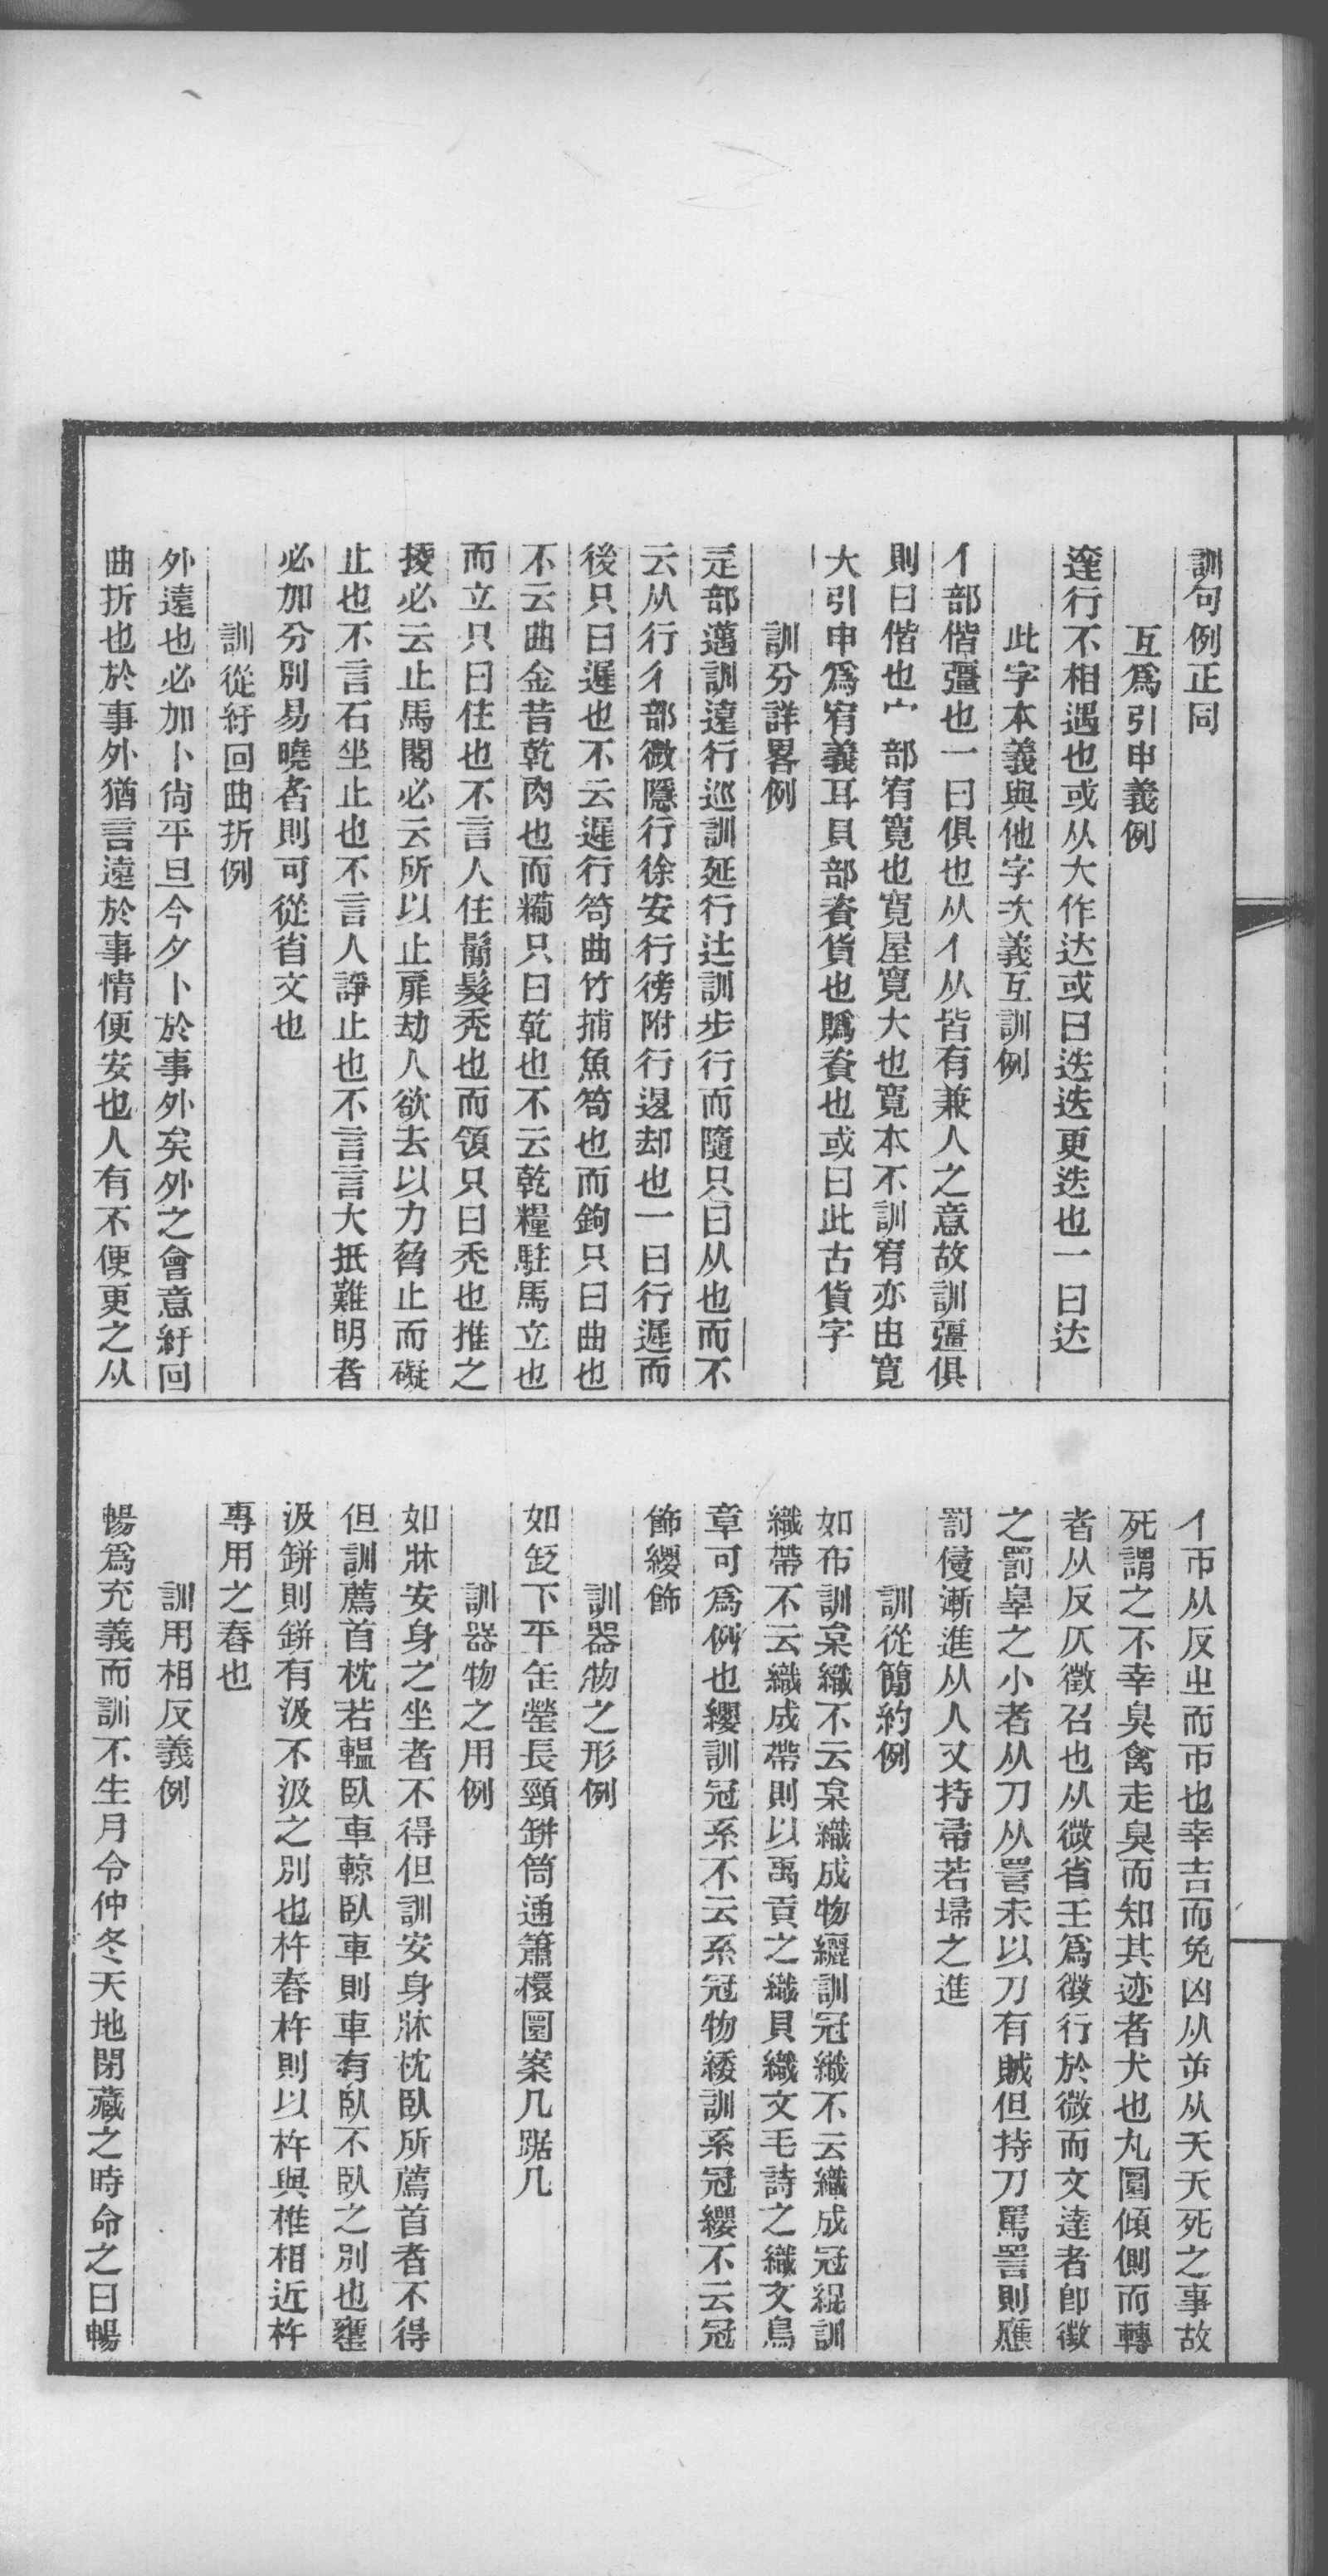 訓句例正同
互爲引申義例
達行不相遇也或从大作达或曰迭迭更迭也一曰达
此字本義與他字次義互訓例
亻部偕彊也一曰俱也从亻从皆有兼人之意故訓彊俱
則曰偕也宀部宥寬也寬屋寬大也寬本不訓宥亦由寬
大引申爲宥義耳貝部資貨也賜資也或曰此古貨字
訓分詳畧例
辵部邁訓遠行巡訓延行辻訓步行而隨只曰从也而不
云从行彳部微隱行徐安行徬附行退却也一曰行遲而
後只曰遲也不云遲行笱曲竹捕魚笱也而鉤只曰曲也
不云曲金昔乾肉也而糒只曰乾也不云乾糧駐馬立也
而立只曰住也不言人住鬜髮秃也而頜只曰秃也推之
按必云止馬閣必云所以止扉劫人欲去以力脅止而礙
止也不言石坐止也不言人諍止也不言言大抵難明者
必加分別易曉者則可從省文也
訓從紆回曲折例
外遠也必加卜尙平旦今夕卜於事外矣外之會意紆回
曲折也於事外猶言遠於事情便安也人有不便更之从
亻帀从反㞢而帀也幸吉而免凶从屰从夭夭死之事故
死謂之不幸臭禽走臭而知其迹者犬也丸圜傾側而轉
者从反仄徵召也从微省壬爲徵行於微而文達者卽徵
之罰辠之小者从刀从詈未以刀有賊但持刀罵詈則應
罰侵漸進从人又持帚若埽之進
訓從簡約例
如布訓枲織不云枲織成物纚訓冠織不云織成冠緄訓
織帶不云織成帶則以禹貢之織貝織文毛詩之織文鳥
章可爲例也纓訓冠系不云系冠物緌訓系冠纓不云冠
飾纓飾
訓器物之形例
如缻下平缶罃長頸缾筒通簫檈圜案几踞几
訓器物之用例
如牀安身之坐者不得但訓安身牀枕臥所薦首者不得
但訓薦首枕若轀臥車輬臥車則車有臥不臥之別也罋
汲缾則缾有汲不汲之別也杵舂杵則以杵與椎相近杵
專用之舂也
訓用相反義例
暢爲充義而訓不生月令仲冬天地閉藏之時命之曰暢